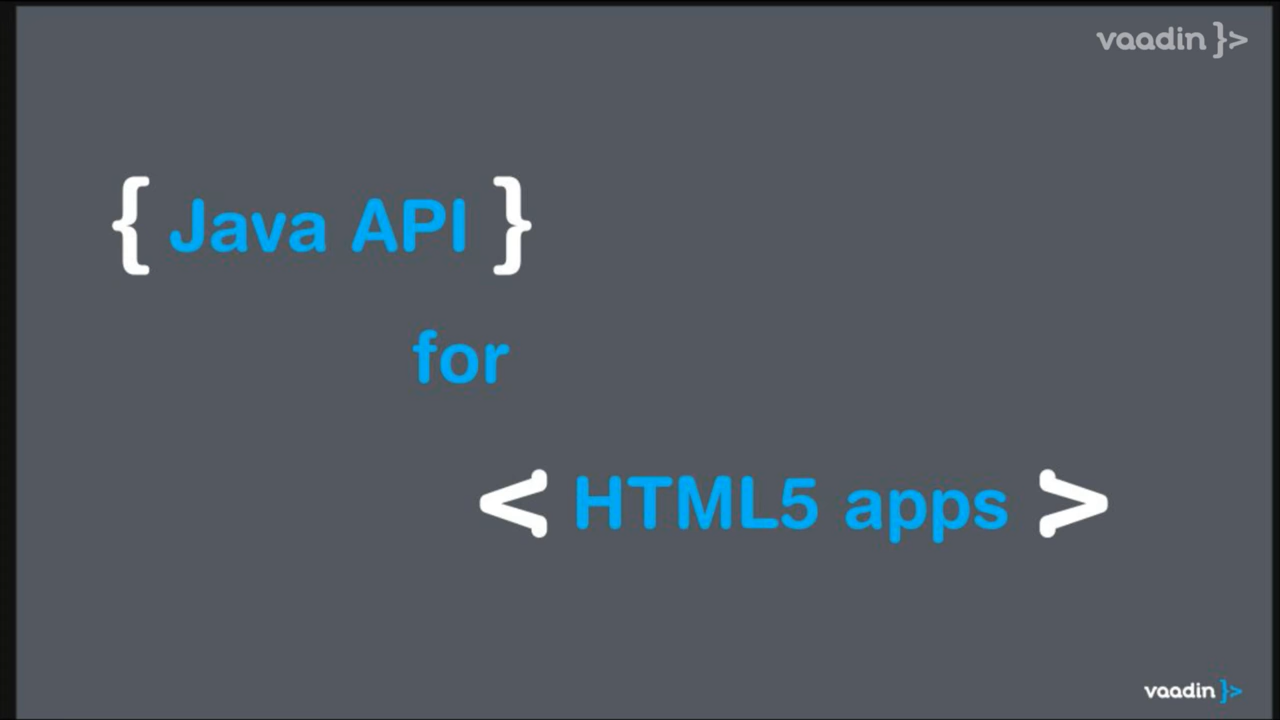 vaadin }>
{ Java API }
for
< HTML5 apps >
vaadin }>